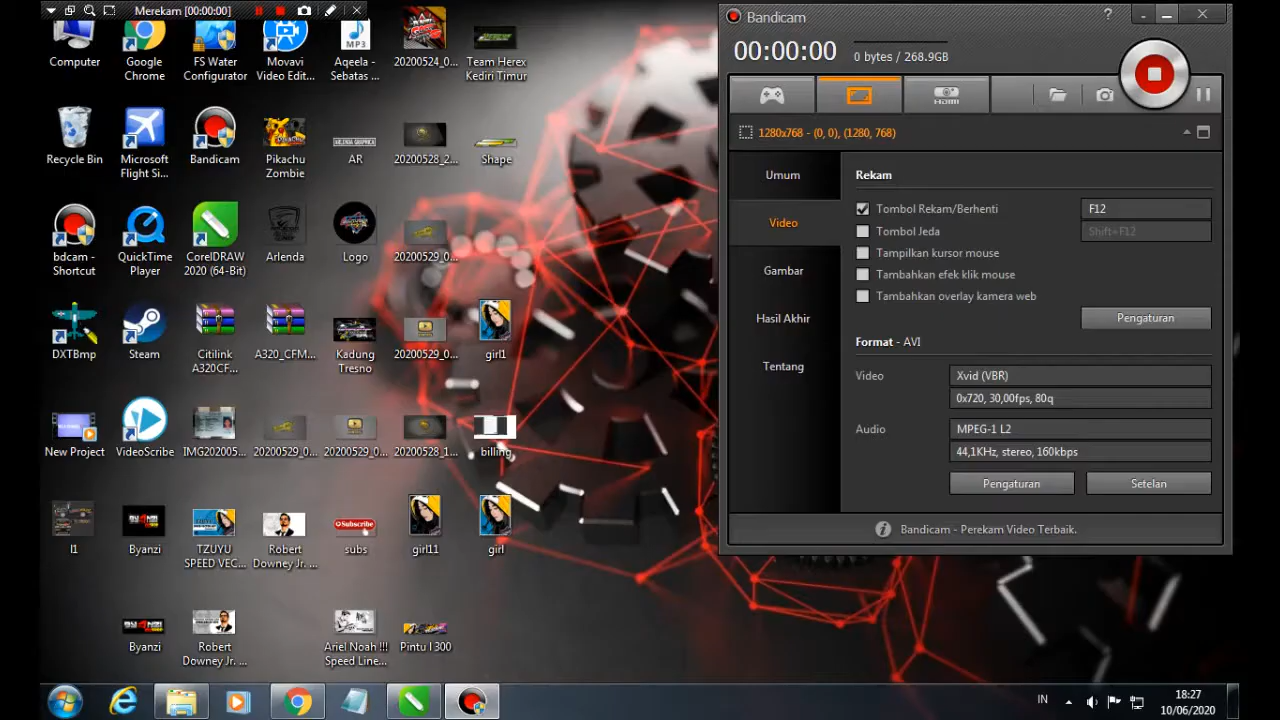 Merekam [00:00:00]
Computer
Google
Chrome
FS Water
Configurator
Movavi
Video Edit...
MP3
Aqeela -
Sebatas ...
20200524_0...
Team Herex
Kediri Timur
Recycle Bin
Microsoft
Flight Si...
Bandicam
Pikachu
Zombie
AR
20200528_2...
Shape
bdcam -
Shortcut
QuickTime
Player
CorelDRAW
2020 (64-Bit)
Arlenda
Logo
20200529_0...
DXTBmp
Steam
Citilink
A320CF...
A320_CFM...
Kadung
Tresno
20200529_0...
girl1
New Project
VideoScribe
IMG202005...
20200529_0...
20200529_0...
20200528_1...
billing
l1
Byanzi
TZUYU
SPEED VEC...
Robert
Downey Jr. ...
Subscribe
subs
girl11
girl
Byanzi
Robert
Downey Jr. ...
Ariel Noah !!!
Speed Line...
Pintu l 300
Bandicam
?
00:00:00
0 bytes / 268.9GB
HDMI
1280x768 - (0, 0), (1280, 768)
Umum
Video
Gambar
Hasil Akhir
Tentang
Rekam
Tombol Rekam/Berhenti
F12
Tombol Jeda
Shift+F12
Tampilkan kursor mouse
Tambahkan efek klik mouse
Tambahkan overlay kamera web
Pengaturan
Format - AVI
Video
Xvid (VBR)
0x720, 30,00fps, 80q
Audio
MPEG-1 L2
44,1KHz, stereo, 160kbps
Pengaturan
Setelan
Bandicam - Perekam Video Terbaik.
IN
18:27
10/06/2020